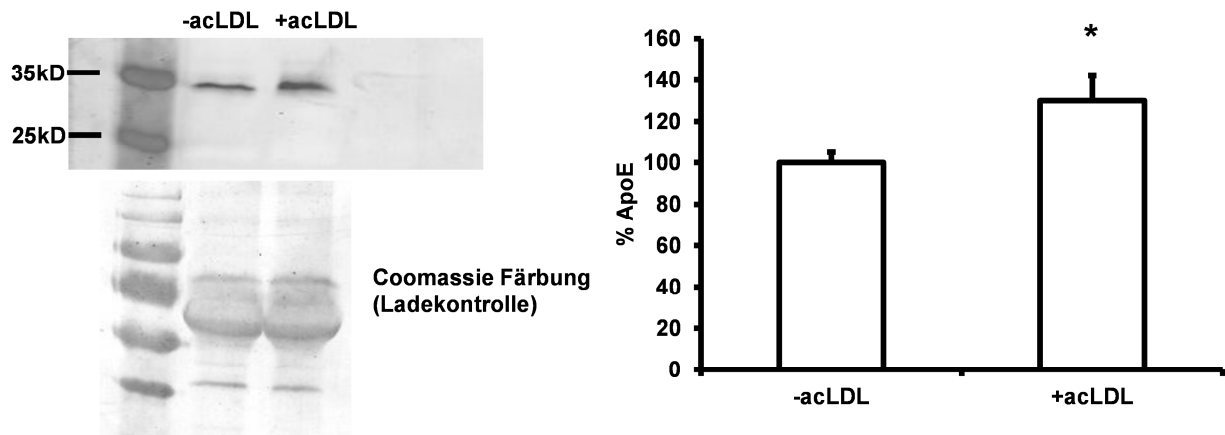 -acLDL +acLDL
35kD
25kD
Coomassie Färbung
(Ladekontrolle)
% ApoE
160
140
120
100
80
60
40
20
0
*
-acLDL +acLDL